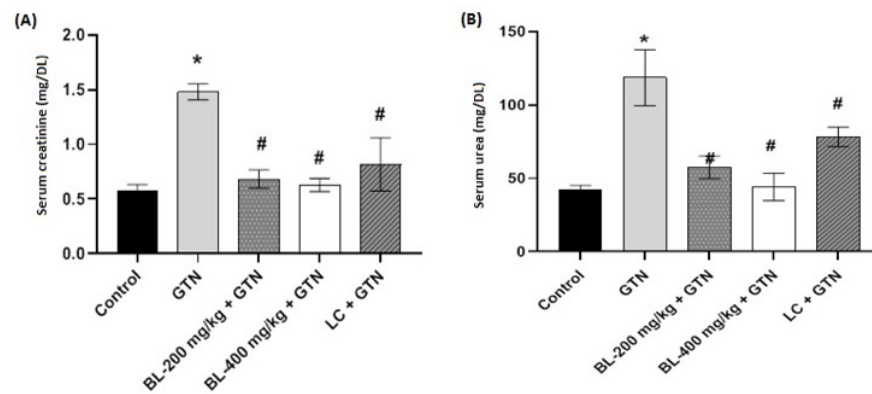 (A)
Serum creatinine (mg/DL)
2.0
1.5
1.0
0.5
0.0
*
#
#
#
Control
GTN
BL-200 mg/kg + GTN
BL-400 mg/kg + GTN
LC + GTN
(B)
Serum urea (mg/DL)
150
100
50
0
*
#
#
#
Control
GTN
BL-200 mg/kg + GTN
BL-400 mg/kg + GTN
LC + GTN